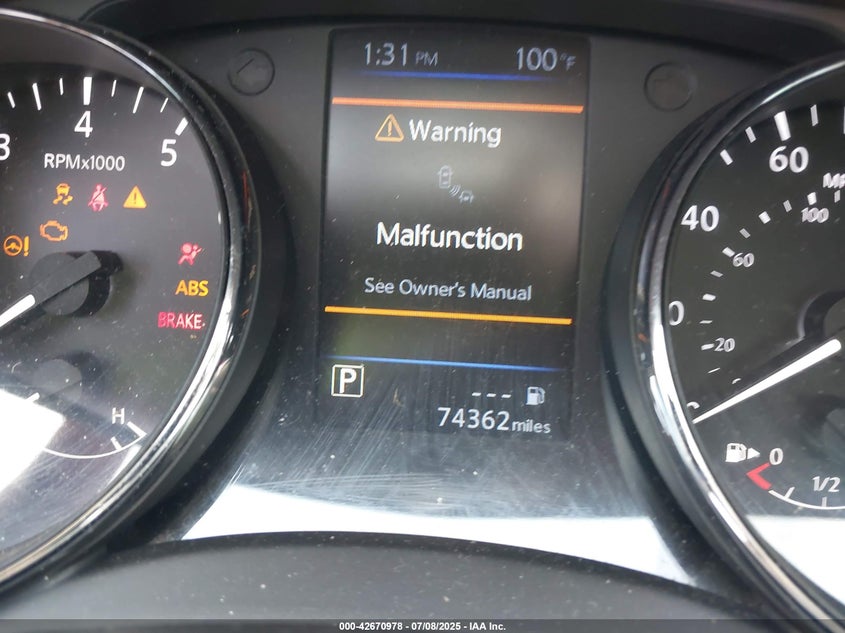 1:31 PM 100°F
Warning
Malfunction
See Owner's Manual
P
---
74362 miles
3 4 5
RPMx1000
ABS
BRAKE
H
60
40
100
60
20
0
1/2
000-42670978 - 07/08/2025 - IAA Inc.